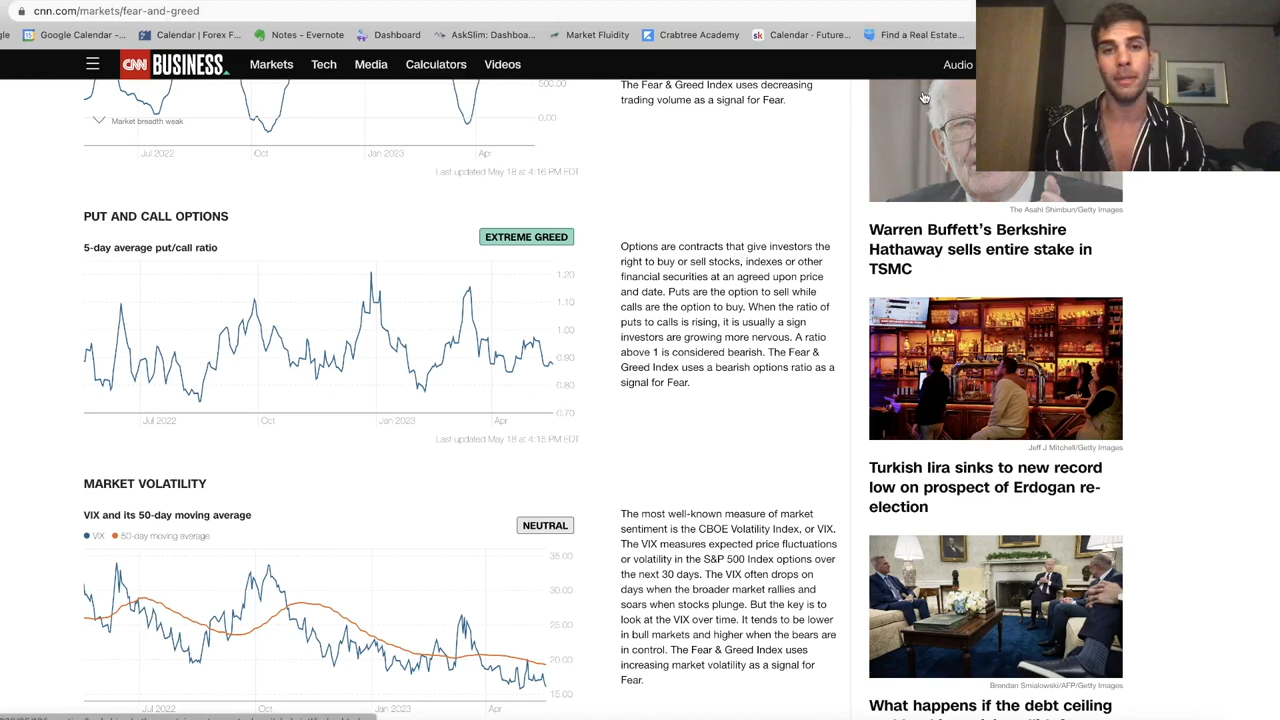 cnn.com/markets/fear-and-greed
gle
Google Calendar -...
Calendar | Forex F...
Notes - Evernote
Dashboard
AskSlim: Dashboa...
Market Fluidity
Crabtree Academy
Calendar · Future...
Find a Real Estate...
CNN BUSINESS
Markets
Tech
Media
Calculators
Videos
Audio
500.00
0.00
Market breadth weak
Jul 2022
Oct
Jan 2023
Apr
Last updated May 18 at 4:16 PM EDT
The Fear & Greed Index uses decreasing
trading volume as a signal for Fear.
PUT AND CALL OPTIONS
EXTREME GREED
5-day average put/call ratio
1.20
1.10
1.00
0.90
0.80
0.70
Jul 2022
Oct
Jan 2023
Apr
Last updated May 18 at 4:15 PM EDT
Options are contracts that give investors the
right to buy or sell stocks, indexes or other
financial securities at an agreed upon price
and date. Puts are the option to sell while
calls are the option to buy. When the ratio of
puts to calls is rising, it is usually a sign
investors are growing more nervous. A ratio
above 1 is considered bearish. The Fear &
Greed Index uses a bearish options ratio as a
signal for Fear.
MARKET VOLATILITY
VIX and its 50-day moving average
NEUTRAL
VIX
50-day moving average
35.00
30.00
25.00
20.00
15.00
Jul 2022
Oct
Jan 2023
Apr
The most well-known measure of market
sentiment is the CBOE Volatility Index, or VIX.
The VIX measures expected price fluctuations
or volatility in the S&P 500 Index options over
the next 30 days. The VIX often drops on
days when the broader market rallies and
soars when stocks plunge. But the key is to
look at the VIX over time. It tends to be lower
in bull markets and higher when the bears are
in control. The Fear & Greed Index uses
increasing market volatility as a signal for
Fear.
The Asahi Shimbun/Getty Images
Warren Buffett's Berkshire
Hathaway sells entire stake in
TSMC
Jeff J Mitchell/Getty Images
Turkish lira sinks to new record
low on prospect of Erdogan re-
election
Brendan Smialowski/AFP/Getty Images
What happens if the debt ceiling